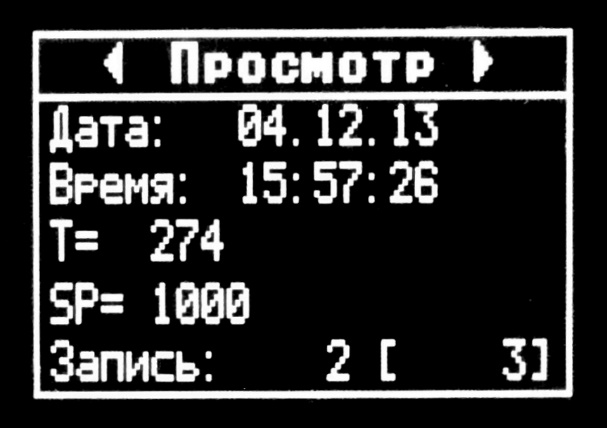 Просмотр
Дата: 04.12.13
Время: 15:57:26
T= 274
SP= 1000
Запись: 2 [ 3]